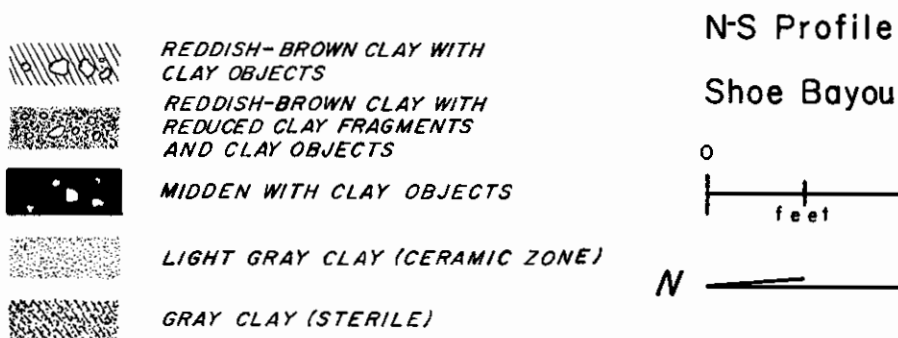 REDDISH-BROWN CLAY WITH
CLAY OBJECTS
REDDISH-BROWN CLAY WITH
REDUCED CLAY FRAGMENTS
AND CLAY OBJECTS
MIDDEN WITH CLAY OBJECTS
LIGHT GRAY CLAY (CERAMIC ZONE)
GRAY CLAY (STERILE)
N-S Profile
Shoe Bayou
0
feet
N